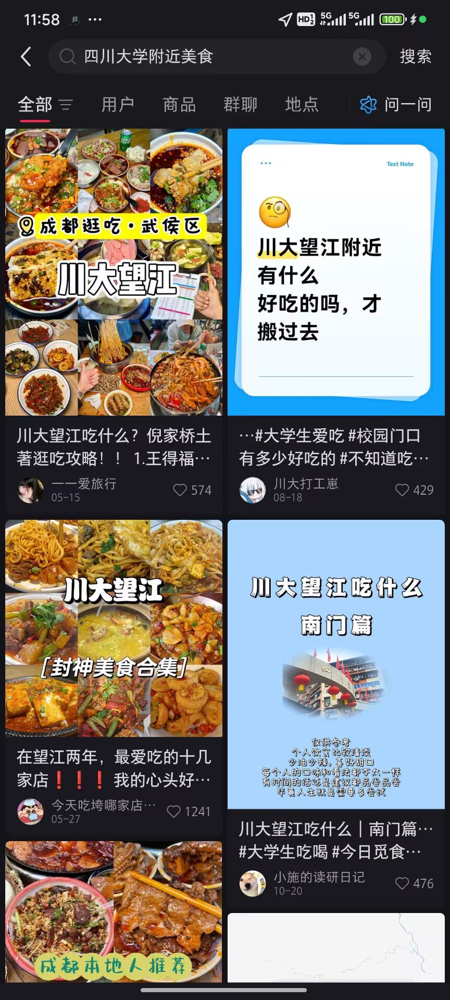 11:58
HD 1 2 5G 5G 100
四川大学附近美食
搜索
全部
用户
商品
群聊
地点
问一问
成都逛吃·武侯区
川大望江
川大望江吃什么？倪家桥土
著逛吃攻略！！ 1.王得福…
一一爱旅行
05-15
574
Text Note
川大望江附近
有什么
好吃的吗，才
搬过去
…#大学生爱吃 #校园门口
有多少好吃的 #不知道吃…
川大打工崽
08-18
429
川大望江
[封神美食合集]
在望江两年，最爱吃的十几
家店❗❗❗我的心头好…
今天吃垮哪家店…
05-27
1241
川大望江吃什么
南门篇
仅供参考
个人饮食比较清淡
少油少辣，喜好甜口
每个人的口味和看法都不太一样
有时间的话还是建议都品尝品尝
毕竟人生就是需要多尝试
川大望江吃什么｜南门篇…
#大学生吃喝 #今日觅食…
小施的读研日记
10-20
476
成都本地人推荐